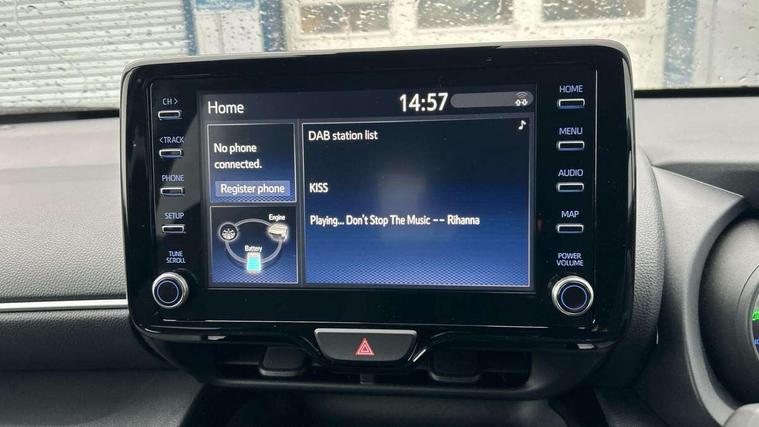 CH >
< TRACK
PHONE
SETUP
TUNE
SCROLL
Home
14:57
No phone
connected.
Register phone
Engine
Battery
DAB station list
KISS
Playing... Don't Stop The Music -- Rihanna
HOME
MENU
AUDIO
MAP
POWER
VOLUME